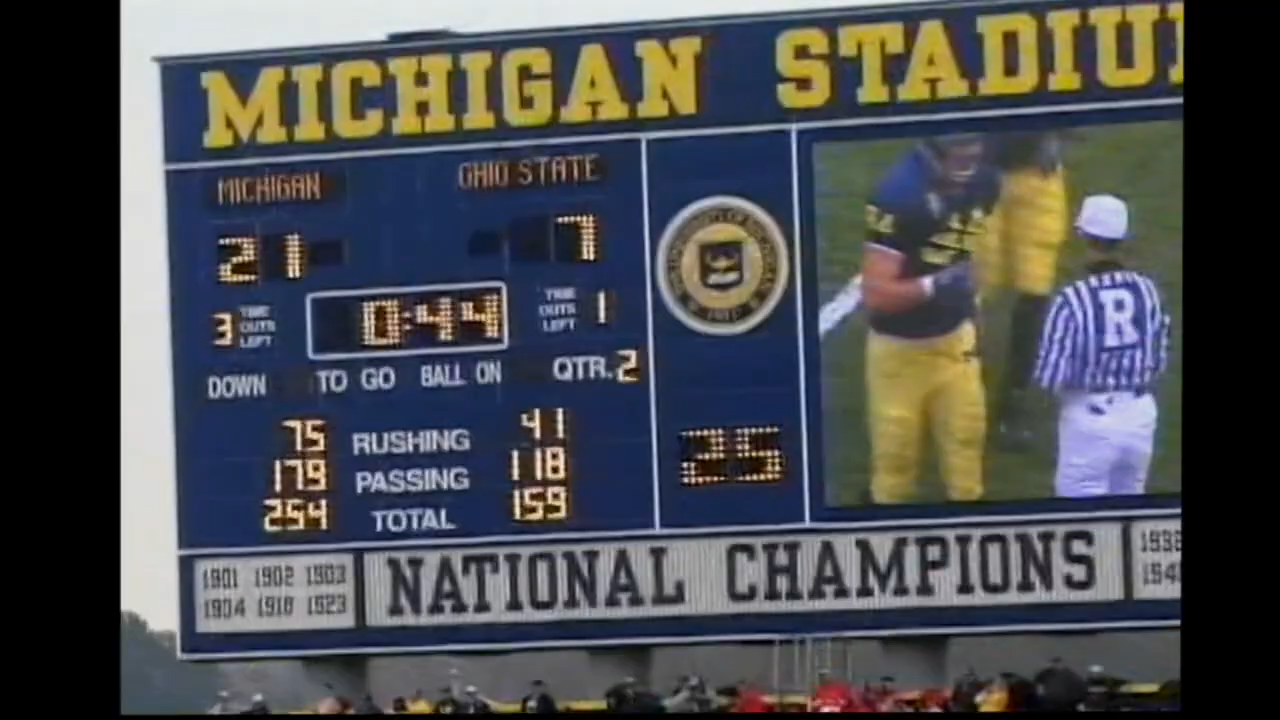 MICHIGAN STADIU
MICHIGAN OHIO STATE
21 7
3 TIME OUTS LEFT 0:44 TIME OUTS LEFT 1
DOWN TO GO BALL ON QTR. 2
75 RUSHING 41
179 PASSING 118
254 TOTAL 159
25
R
NATIONAL CHAMPIONS
1901 1902 1903
1904 1918 1923